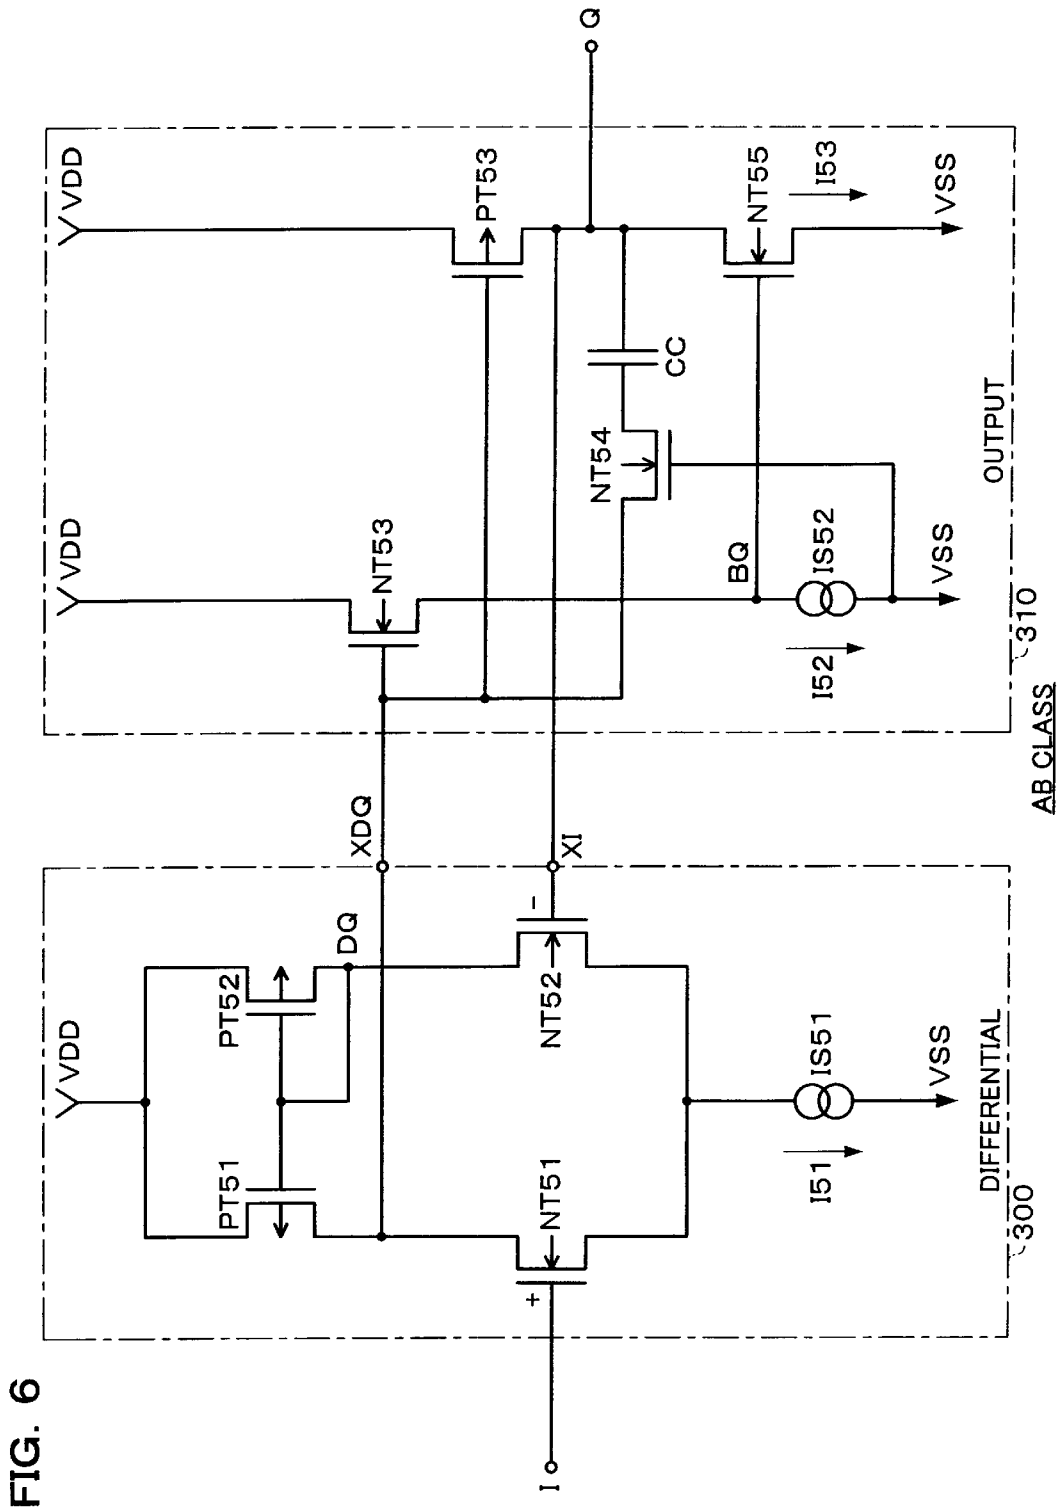 FIG. 6
VDD
VDD
VDD
PT51
PT52
DQ
XDQ
NT53
PT53
I
+
NT51
NT52
-
XI
NT54
CC
Q
BQ
NT55
I51
IS51
I52
IS52
I53
VSS
VSS
VSS
DIFFERENTIAL
OUTPUT
300
310
AB CLASS